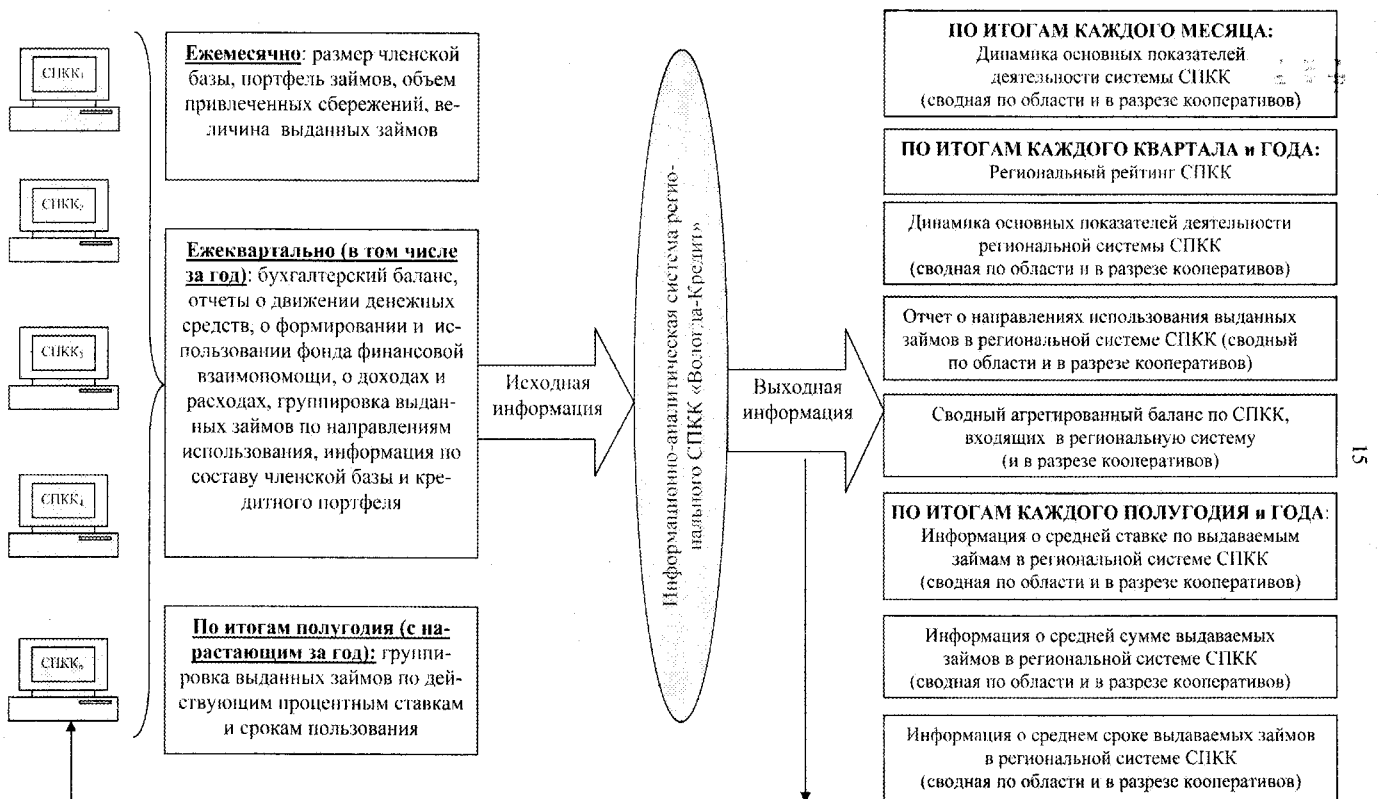 СПКК₁
СПКК₂
СПКК₃
СПКК₄
СПККₙ
Ежемесячно: размер членской
базы, портфель займов, объем
привлеченных сбережений, ве-
личина выданных займов
Ежеквартально (в том числе
за год): бухгалтерский баланс,
отчеты о движении денежных
средств, о формировании и ис-
пользовании фонда финансовой
взаимопомощи, о доходах и
расходах, группировка выдан-
ных займов по направлениям
использования, информация по
составу членской базы и кре-
дитного портфеля
По итогам полугодия (с на-
растающим за год): группи-
ровка выданных займов по дей-
ствующим процентным ставкам
и срокам пользования
Исходная
информация
Информационно-аналитическая система регио-
нального СПКК «Вологда-Кредит»
Выходная
информация
ПО ИТОГАМ КАЖДОГО МЕСЯЦА:
Динамика основных показателей
деятельности системы СПКК
(сводная по области и в разрезе кооперативов)
ПО ИТОГАМ КАЖДОГО КВАРТАЛА и ГОДА:
Региональный рейтинг СПКК
Динамика основных показателей деятельности
региональной системы СПКК
(сводная по области и в разрезе кооперативов)
Отчет о направлениях использования выданных
займов в региональной системе СПКК (сводный
по области и в разрезе кооперативов)
Сводный агрегированный баланс по СПКК,
входящих в региональную систему
(и в разрезе кооперативов)
ПО ИТОГАМ КАЖДОГО ПОЛУГОДИЯ и ГОДА:
Информация о средней ставке по выдаваемым
займам в региональной системе СПКК
(сводная по области и в разрезе кооперативов)
Информация о средней сумме выдаваемых
займов в региональной системе СПКК
(сводная по области и в разрезе кооперативов)
Информация о среднем сроке выдаваемых займов
в региональной системе СПКК
(сводная по области и в разрезе кооперативов)
15